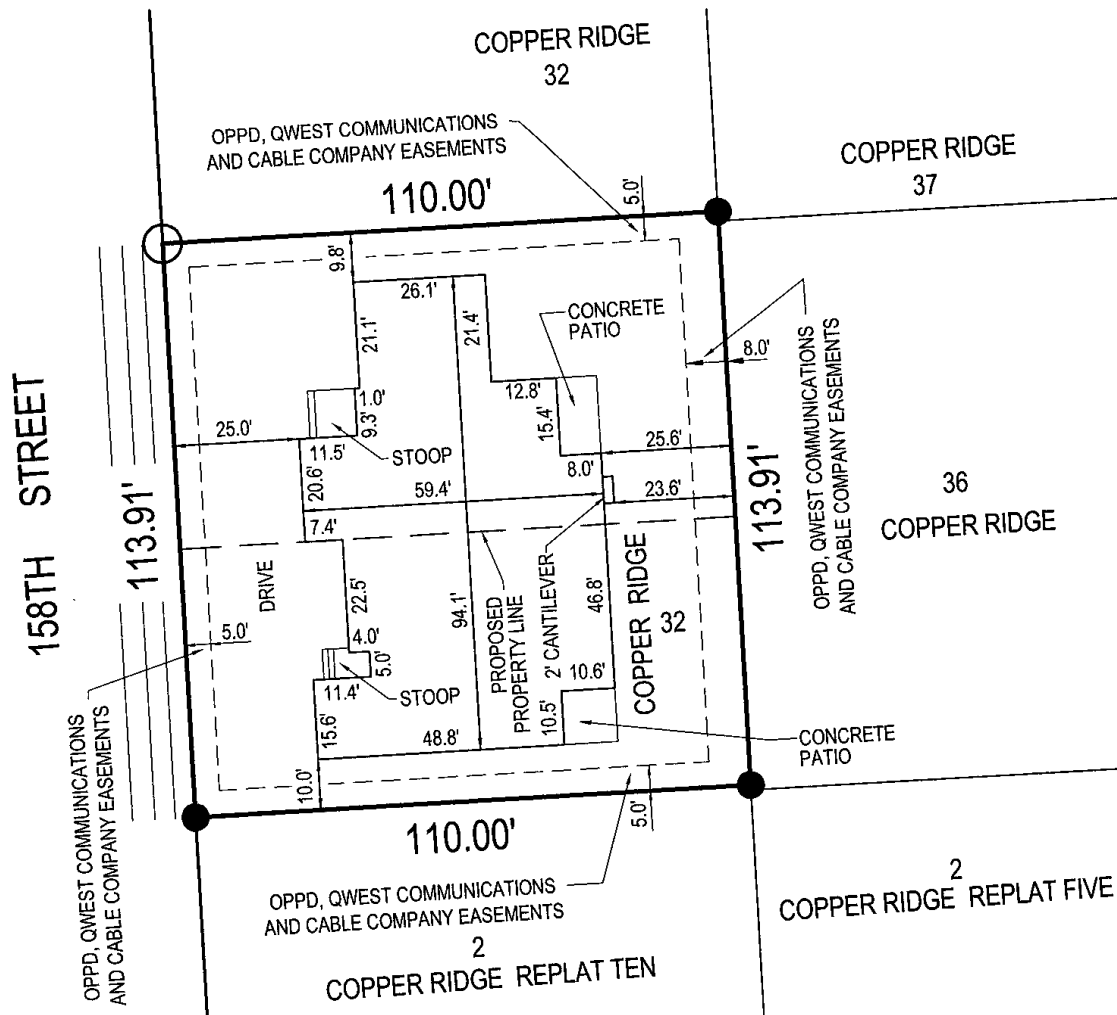 COPPER RIDGE
32
OPPD, QWEST COMMUNICATIONS
AND CABLE COMPANY EASEMENTS
COPPER RIDGE
37
110.00'
5.0'
9.8'
26.1'
21.1'
21.4'
CONCRETE
PATIO
OPPD, QWEST COMMUNICATIONS
AND CABLE COMPANY EASEMENTS
8.0'
12.8'
1.0'
9.3'
15.4'
158TH STREET
25.0'
11.5'
STOOP
25.6'
8.0'
20.6'
59.4'
23.6'
113.91'
113.91'
36
COPPER RIDGE
7.4'
DRIVE
22.5'
94.1'
PROPOSED
PROPERTY LINE
2' CANTILEVER
46.8'
COPPER RIDGE
32
5.0'
4.0'
5.0'
11.4'
STOOP
10.6'
10.5'
15.6'
48.8'
CONCRETE
PATIO
10.0'
5.0'
OPPD, QWEST COMMUNICATIONS
AND CABLE COMPANY EASEMENTS
110.00'
OPPD, QWEST COMMUNICATIONS
AND CABLE COMPANY EASEMENTS
2
COPPER RIDGE REPLAT TEN
2
COPPER RIDGE REPLAT FIVE